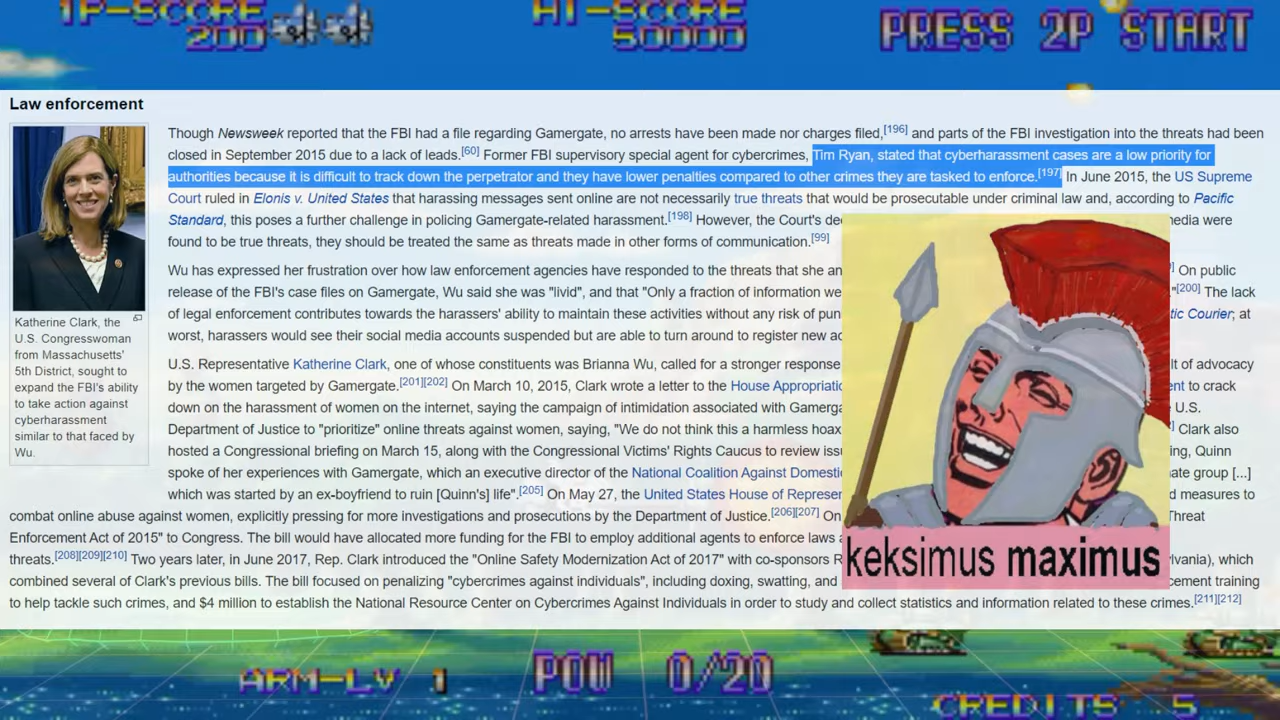 1P-SCORE
200
HI-SCORE
50000
PRESS 2P START
Law enforcement
Though Newsweek reported that the FBI had a file regarding Gamergate, no arrests have been made nor charges filed,[196] and parts of the FBI investigation into the threats had been
closed in September 2015 due to a lack of leads.[60] Former FBI supervisory special agent for cybercrimes, Tim Ryan, stated that cyberharassment cases are a low priority for
authorities because it is difficult to track down the perpetrator and they have lower penalties compared to other crimes they are tasked to enforce.[197] In June 2015, the US Supreme
Court ruled in Elonis v. United States that harassing messages sent online are not necessarily true threats that would be prosecutable under criminal law and, according to Pacific
Standard, this poses a further challenge in policing Gamergate-related harassment.[198] However, the Court's de edia were
found to be true threats, they should be treated the same as threats made in other forms of communication.[99]
Wu has expressed her frustration over how law enforcement agencies have responded to the threats that she an ] On public
release of the FBI's case files on Gamergate, Wu said she was "livid", and that "Only a fraction of information we "[200] The lack
of legal enforcement contributes towards the harassers' ability to maintain these activities without any risk of pun tic Courier; at
worst, harassers would see their social media accounts suspended but are able to turn around to register new ac
U.S. Representative Katherine Clark, one of whose constituents was Brianna Wu, called for a stronger response lt of advocacy
by the women targeted by Gamergate.[201][202] On March 10, 2015, Clark wrote a letter to the House Appropriatio ent to crack
down on the harassment of women on the internet, saying the campaign of intimidation associated with Gamerga U.S.
Department of Justice to "prioritize" online threats against women, saying, "We do not think this a harmless hoax ] Clark also
hosted a Congressional briefing on March 15, along with the Congressional Victims' Rights Caucus to review issu ing, Quinn
spoke of her experiences with Gamergate, which an executive director of the National Coalition Against Domesti ate group [...]
which was started by an ex-boyfriend to ruin [Quinn's] life".[205] On May 27, the United States House of Represer d measures to
combat online abuse against women, explicitly pressing for more investigations and prosecutions by the Department of Justice.[206][207] On Threat
Enforcement Act of 2015" to Congress. The bill would have allocated more funding for the FBI to employ additional agents to enforce laws a
threats.[208][209][210] Two years later, in June 2017, Rep. Clark introduced the "Online Safety Modernization Act of 2017" with co-sponsors R lvania), which
combined several of Clark's previous bills. The bill focused on penalizing "cybercrimes against individuals", including doxing, swatting, and cement training
to help tackle such crimes, and $4 million to establish the National Resource Center on Cybercrimes Against Individuals in order to study and collect statistics and information related to these crimes.[211][212]
Katherine Clark, the
U.S. Congresswoman
from Massachusetts'
5th District, sought to
expand the FBI's ability
to take action against
cyberharassment
similar to that faced by
Wu.
keksimus maximus
ARM-LV 1
POW 0/20
CREDITS 5